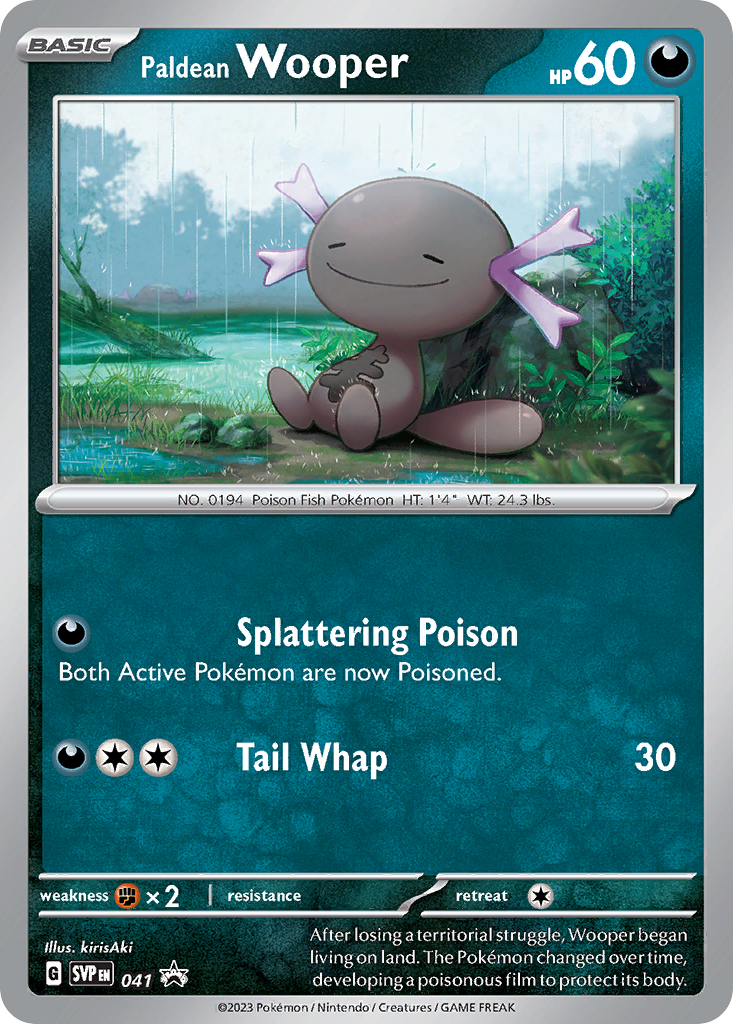 BASIC
Paldean Wooper HP 60
NO. 0194 Poison Fish Pokémon HT: 1'4" WT: 24.3 lbs.
Splattering Poison
Both Active Pokémon are now Poisoned.
Tail Whap 30
weakness ×2 resistance retreat
Illus. kirisAki
After losing a territorial struggle, Wooper began
living on land. The Pokémon changed over time,
developing a poisonous film to protect its body.
G SVP EN 041
©2023 Pokémon / Nintendo / Creatures / GAME FREAK